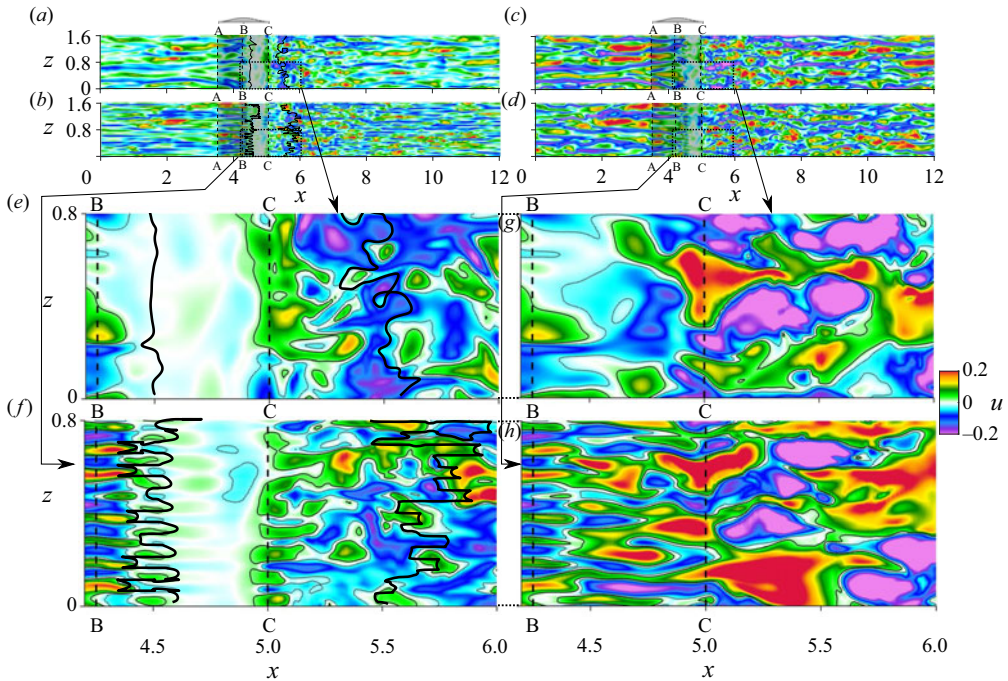 (a) (c)
A B C A B C
1.6
z 0.8 z
0
A B C A B C
(b) (d)
1.6
z 0.8 z
0
A B C A B C
0 2 4 6 8 10 12 0 2 4 6 8 10 12
x x
(e) (g)
B C B C
0.8
z
0
B C B C
(f) (h)
0.8
z
0
B C B C
0.2
0 u
–0.2
4.5 5.0 5.5 6.0 4.5 5.0 5.5 6.0
x x